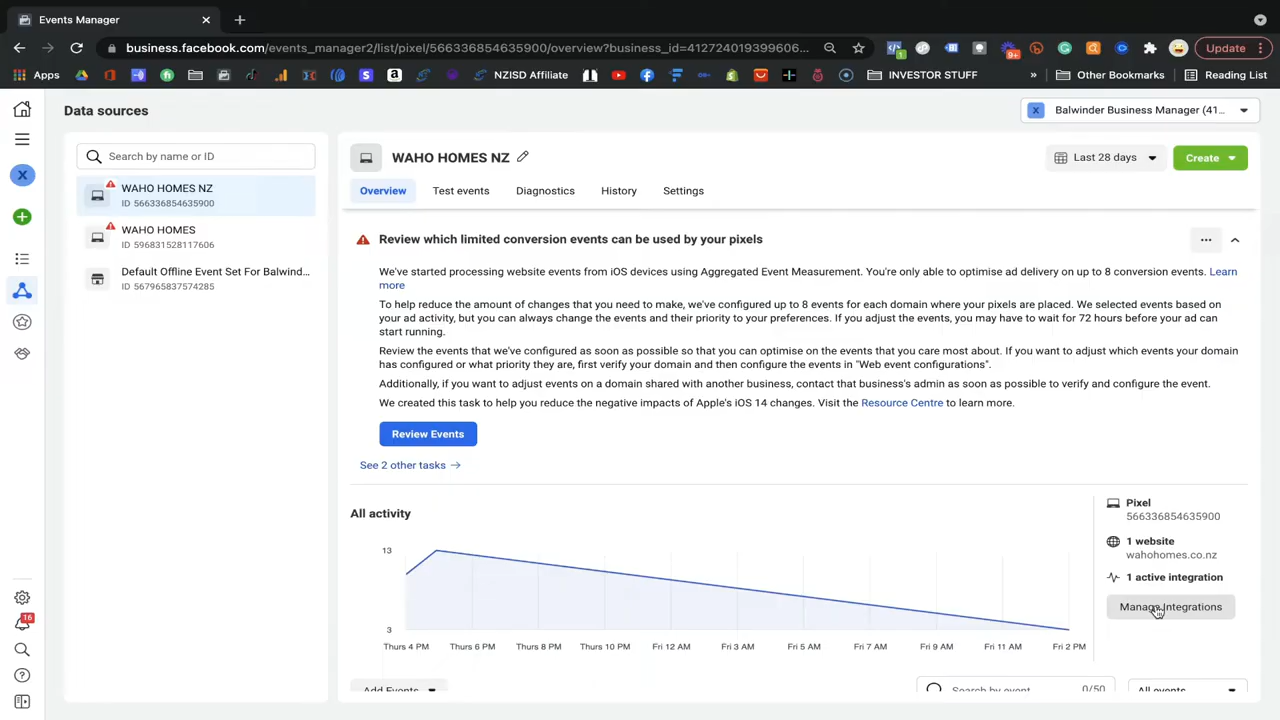 Events Manager
Update
business.facebook.com/events_manager2/list/pixel/566336854635900/overview?business_id=412724019399606...
9+
Apps
NZISD Affiliate
INVESTOR STUFF
»
Other Bookmarks
Reading List
Data sources
X Balwinder Business Manager (41...
Search by name or ID
WAHO HOMES NZ
ID 566336854635900
WAHO HOMES
ID 596831528117606
Default Offline Event Set For Balwind...
ID 567965837574285
X
16
WAHO HOMES NZ
Last 28 days
Create
Overview
Test events
Diagnostics
History
Settings
Review which limited conversion events can be used by your pixels
We've started processing website events from iOS devices using Aggregated Event Measurement. You're only able to optimise ad delivery on up to 8 conversion events. Learn
more
To help reduce the amount of changes that you need to make, we've configured up to 8 events for each domain where your pixels are placed. We selected events based on
your ad activity, but you can always change the events and their priority to your preferences. If you adjust the events, you may have to wait for 72 hours before your ad can
start running.
Review the events that we've configured as soon as possible so that you can optimise on the events that you care most about. If you want to adjust which events your domain
has configured or what priority they are, first verify your domain and then configure the events in "Web event configurations".
Additionally, if you want to adjust events on a domain shared with another business, contact that business's admin as soon as possible to verify and configure the event.
We created this task to help you reduce the negative impacts of Apple's iOS 14 changes. Visit the Resource Centre to learn more.
Review Events
See 2 other tasks →
All activity
13
3
Thurs 4 PM
Thurs 6 PM
Thurs 8 PM
Thurs 10 PM
Fri 12 AM
Fri 3 AM
Fri 5 AM
Fri 7 AM
Fri 9 AM
Fri 11 AM
Fri 2 PM
Pixel
566336854635900
1 website
wahohomes.co.nz
1 active integration
Manage Integrations
Add Events
Search by event
0/50
All events